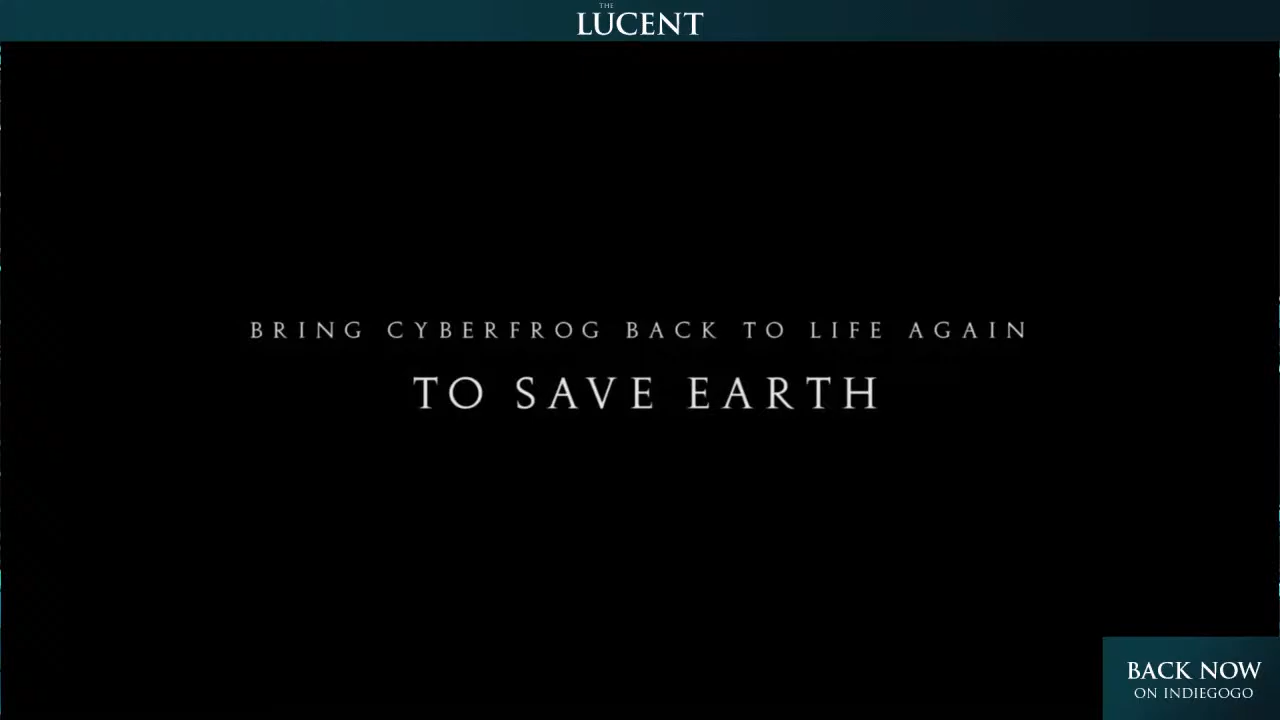 THE
LUCENT
BRING CYBERFROG BACK TO LIFE AGAIN
TO SAVE EARTH
BACK NOW
ON INDIEGOGO